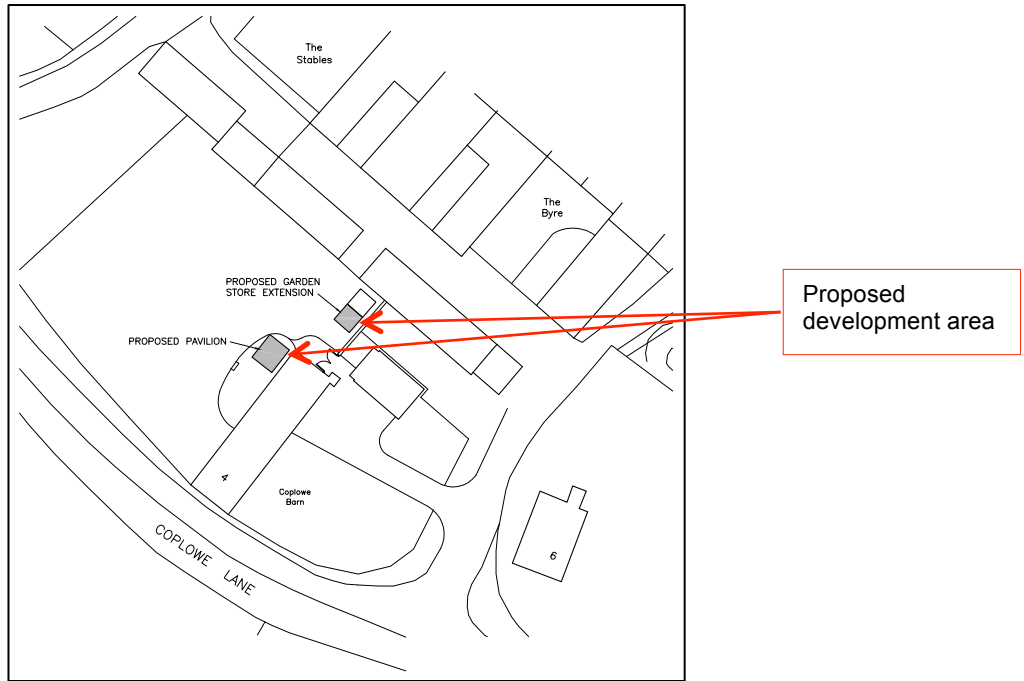 The
Stables
The
Byre
PROPOSED GARDEN
STORE EXTENSION
PROPOSED PAVILION
Proposed
development area
4
Coplowe
Barn
COPLOWE LANE
6